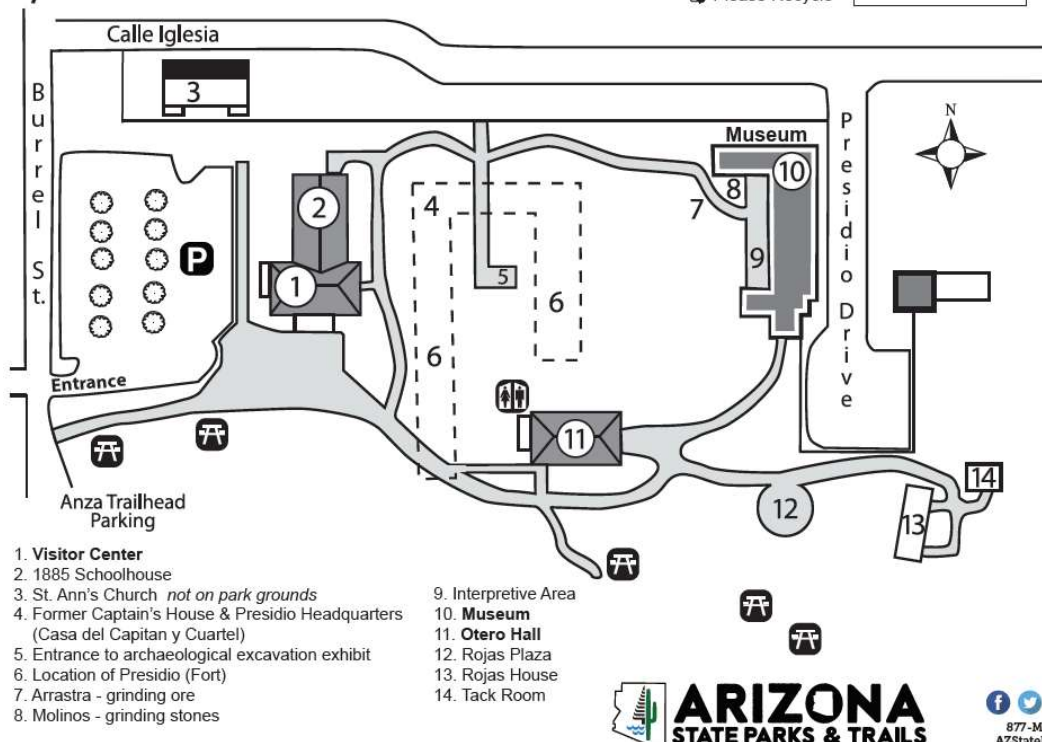 Please Recycle
Calle Iglesia
Burrel St.
3
Museum
N
10
Presidio Drive
2
4
8
7
P
1
5
9
6
6
Entrance
11
12
13
14
Anza Trailhead
Parking
1. Visitor Center
2. 1885 Schoolhouse
3. St. Ann's Church not on park grounds
4. Former Captain's House & Presidio Headquarters
(Casa del Capitan y Cuartel)
5. Entrance to archaeological excavation exhibit
6. Location of Presidio (Fort)
7. Arrastra - grinding ore
8. Molinos - grinding stones
9. Interpretive Area
10. Museum
11. Otero Hall
12. Rojas Plaza
13. Rojas House
14. Tack Room
ARIZONA
STATE PARKS & TRAILS
f
877-M
AZState